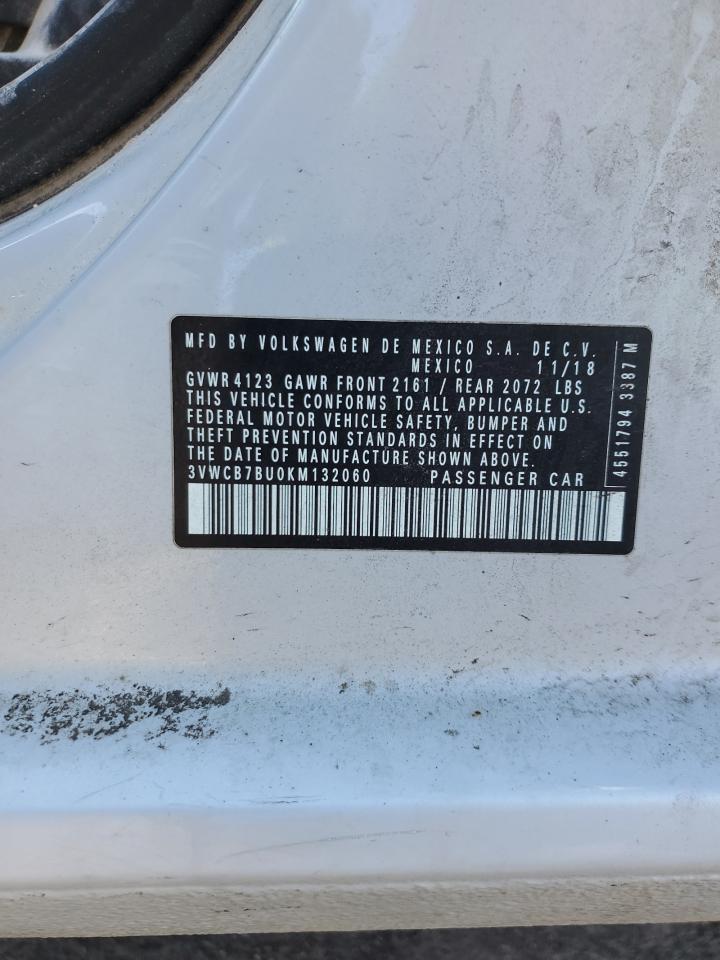 MFD BY VOLKSWAGEN DE MEXICO S.A. DE C.V.
MEXICO 11/18
GVWR 4123 GAWR FRONT 2161 / REAR 2072 LBS
THIS VEHICLE CONFORMS TO ALL APPLICABLE U.S.
FEDERAL MOTOR VEHICLE SAFETY, BUMPER AND
THEFT PREVENTION STANDARDS IN EFFECT ON
THE DATE OF MANUFACTURE SHOWN ABOVE.
3VWCB7BU0KM132060 PASSENGER CAR
4551794 3387 M